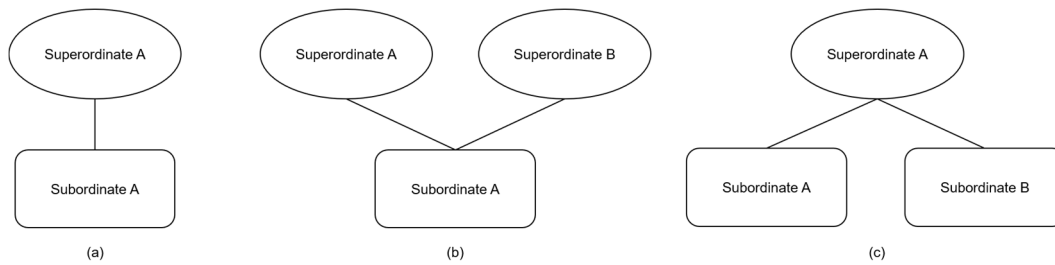 Superordinate A
Superordinate A
Superordinate B
Superordinate A
Subordinate A
Subordinate A
Subordinate A
Subordinate B
(a)
(b)
(c)